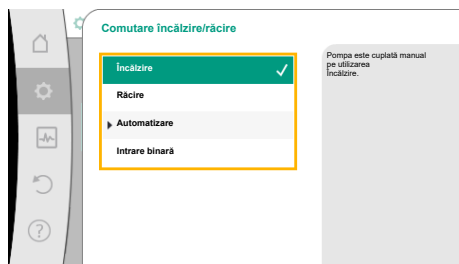 Comutare încălzire/răcire
Încălzire
Răcire
Automatizare
Intrare binară
Pompa este cuplată manual
pe utilizarea
Încălzire.